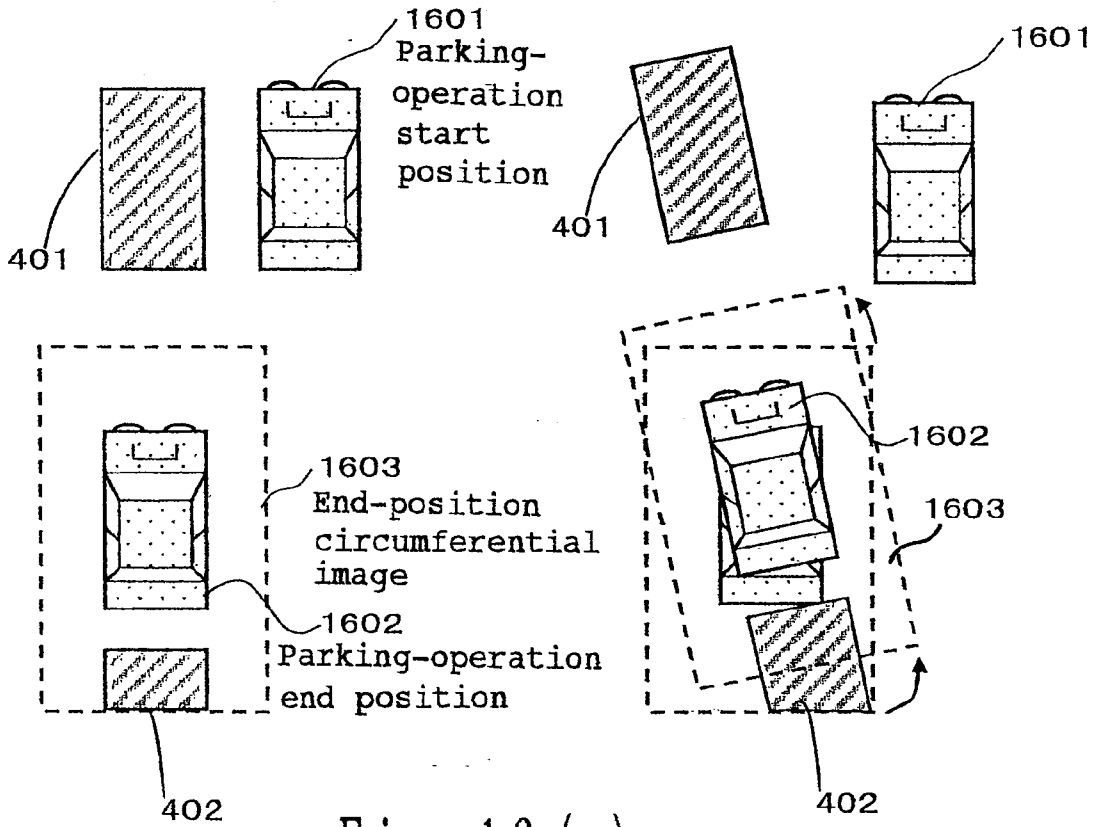 1601
Parking-
operation
start
position
401
1603
End-position
circumferential
image
1602
Parking-operation
end position
402
1601
401
1602
1603
402